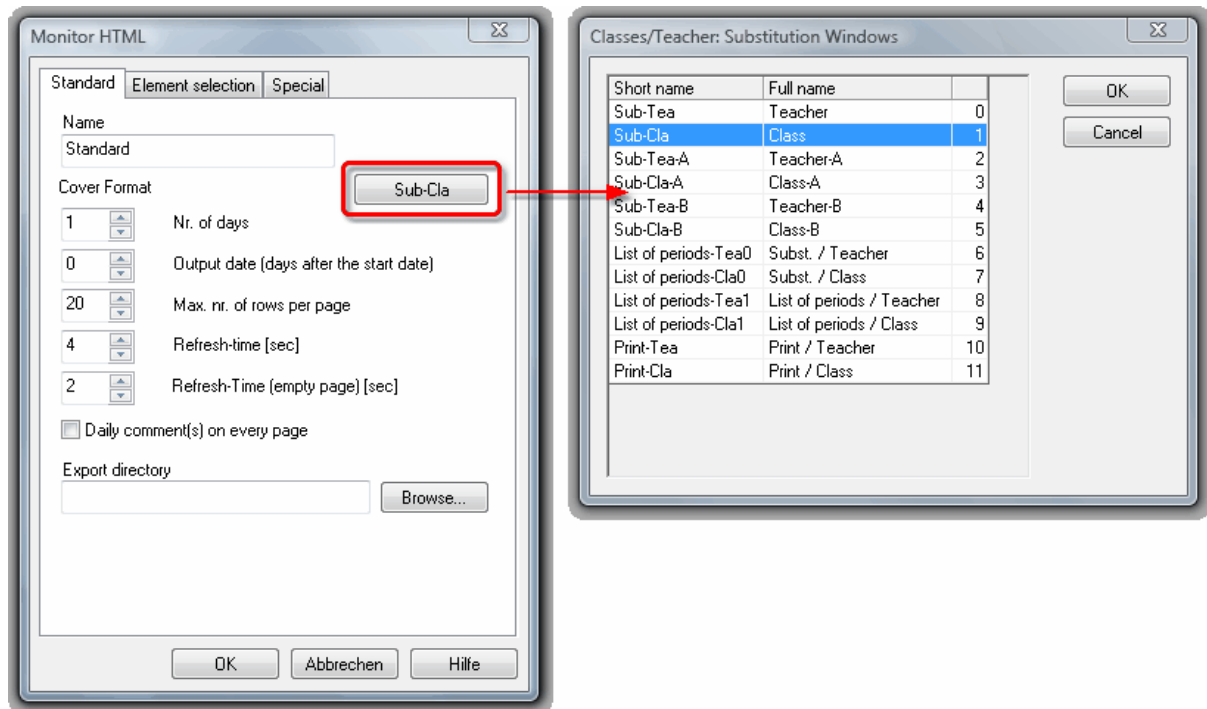 Monitor HTML
Standard Element selection Special
Name
Standard
Cover Format Sub-Cla
1 Nr. of days
0 Output date (days after the start date)
20 Max. nr. of rows per page
4 Refresh-time [sec]
2 Refresh-Time (empty page) [sec]
Daily comment(s) on every page
Export directory
Browse...
OK Abbrechen Hilfe
Classes/Teacher: Substitution Windows
Short name Full name
Sub-Tea Teacher 0
Sub-Cla Class 1
Sub-Tea-A Teacher-A 2
Sub-Cla-A Class-A 3
Sub-Tea-B Teacher-B 4
Sub-Cla-B Class-B 5
List of periods-Tea0 Subst. / Teacher 6
List of periods-Cla0 Subst. / Class 7
List of periods-Tea1 List of periods / Teacher 8
List of periods-Cla1 List of periods / Class 9
Print-Tea Print / Teacher 10
Print-Cla Print / Class 11
OK
Cancel